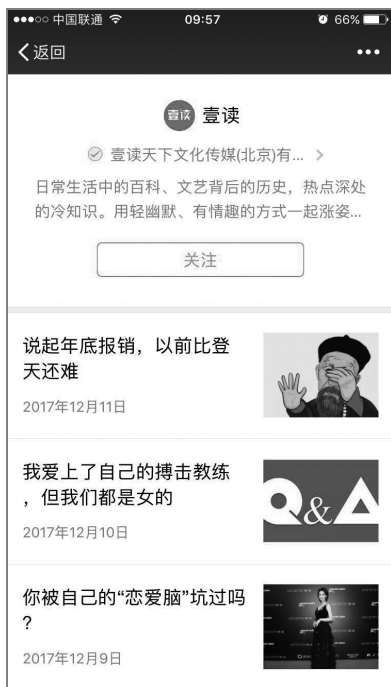 中国联通 09:57 66%
返回
壹读 壹读
壹读天下文化传媒(北京)有...
日常生活中的百科、文艺背后的历史，热点深处
的冷知识。用轻幽默、有情趣的方式一起涨姿...
关注
说起年底报销，以前比登
天还难
2017年12月11日
我爱上了自己的搏击教练
，但我们都是女的
2017年12月10日
Q&A
你被自己的“恋爱脑”坑过吗
?
2017年12月9日